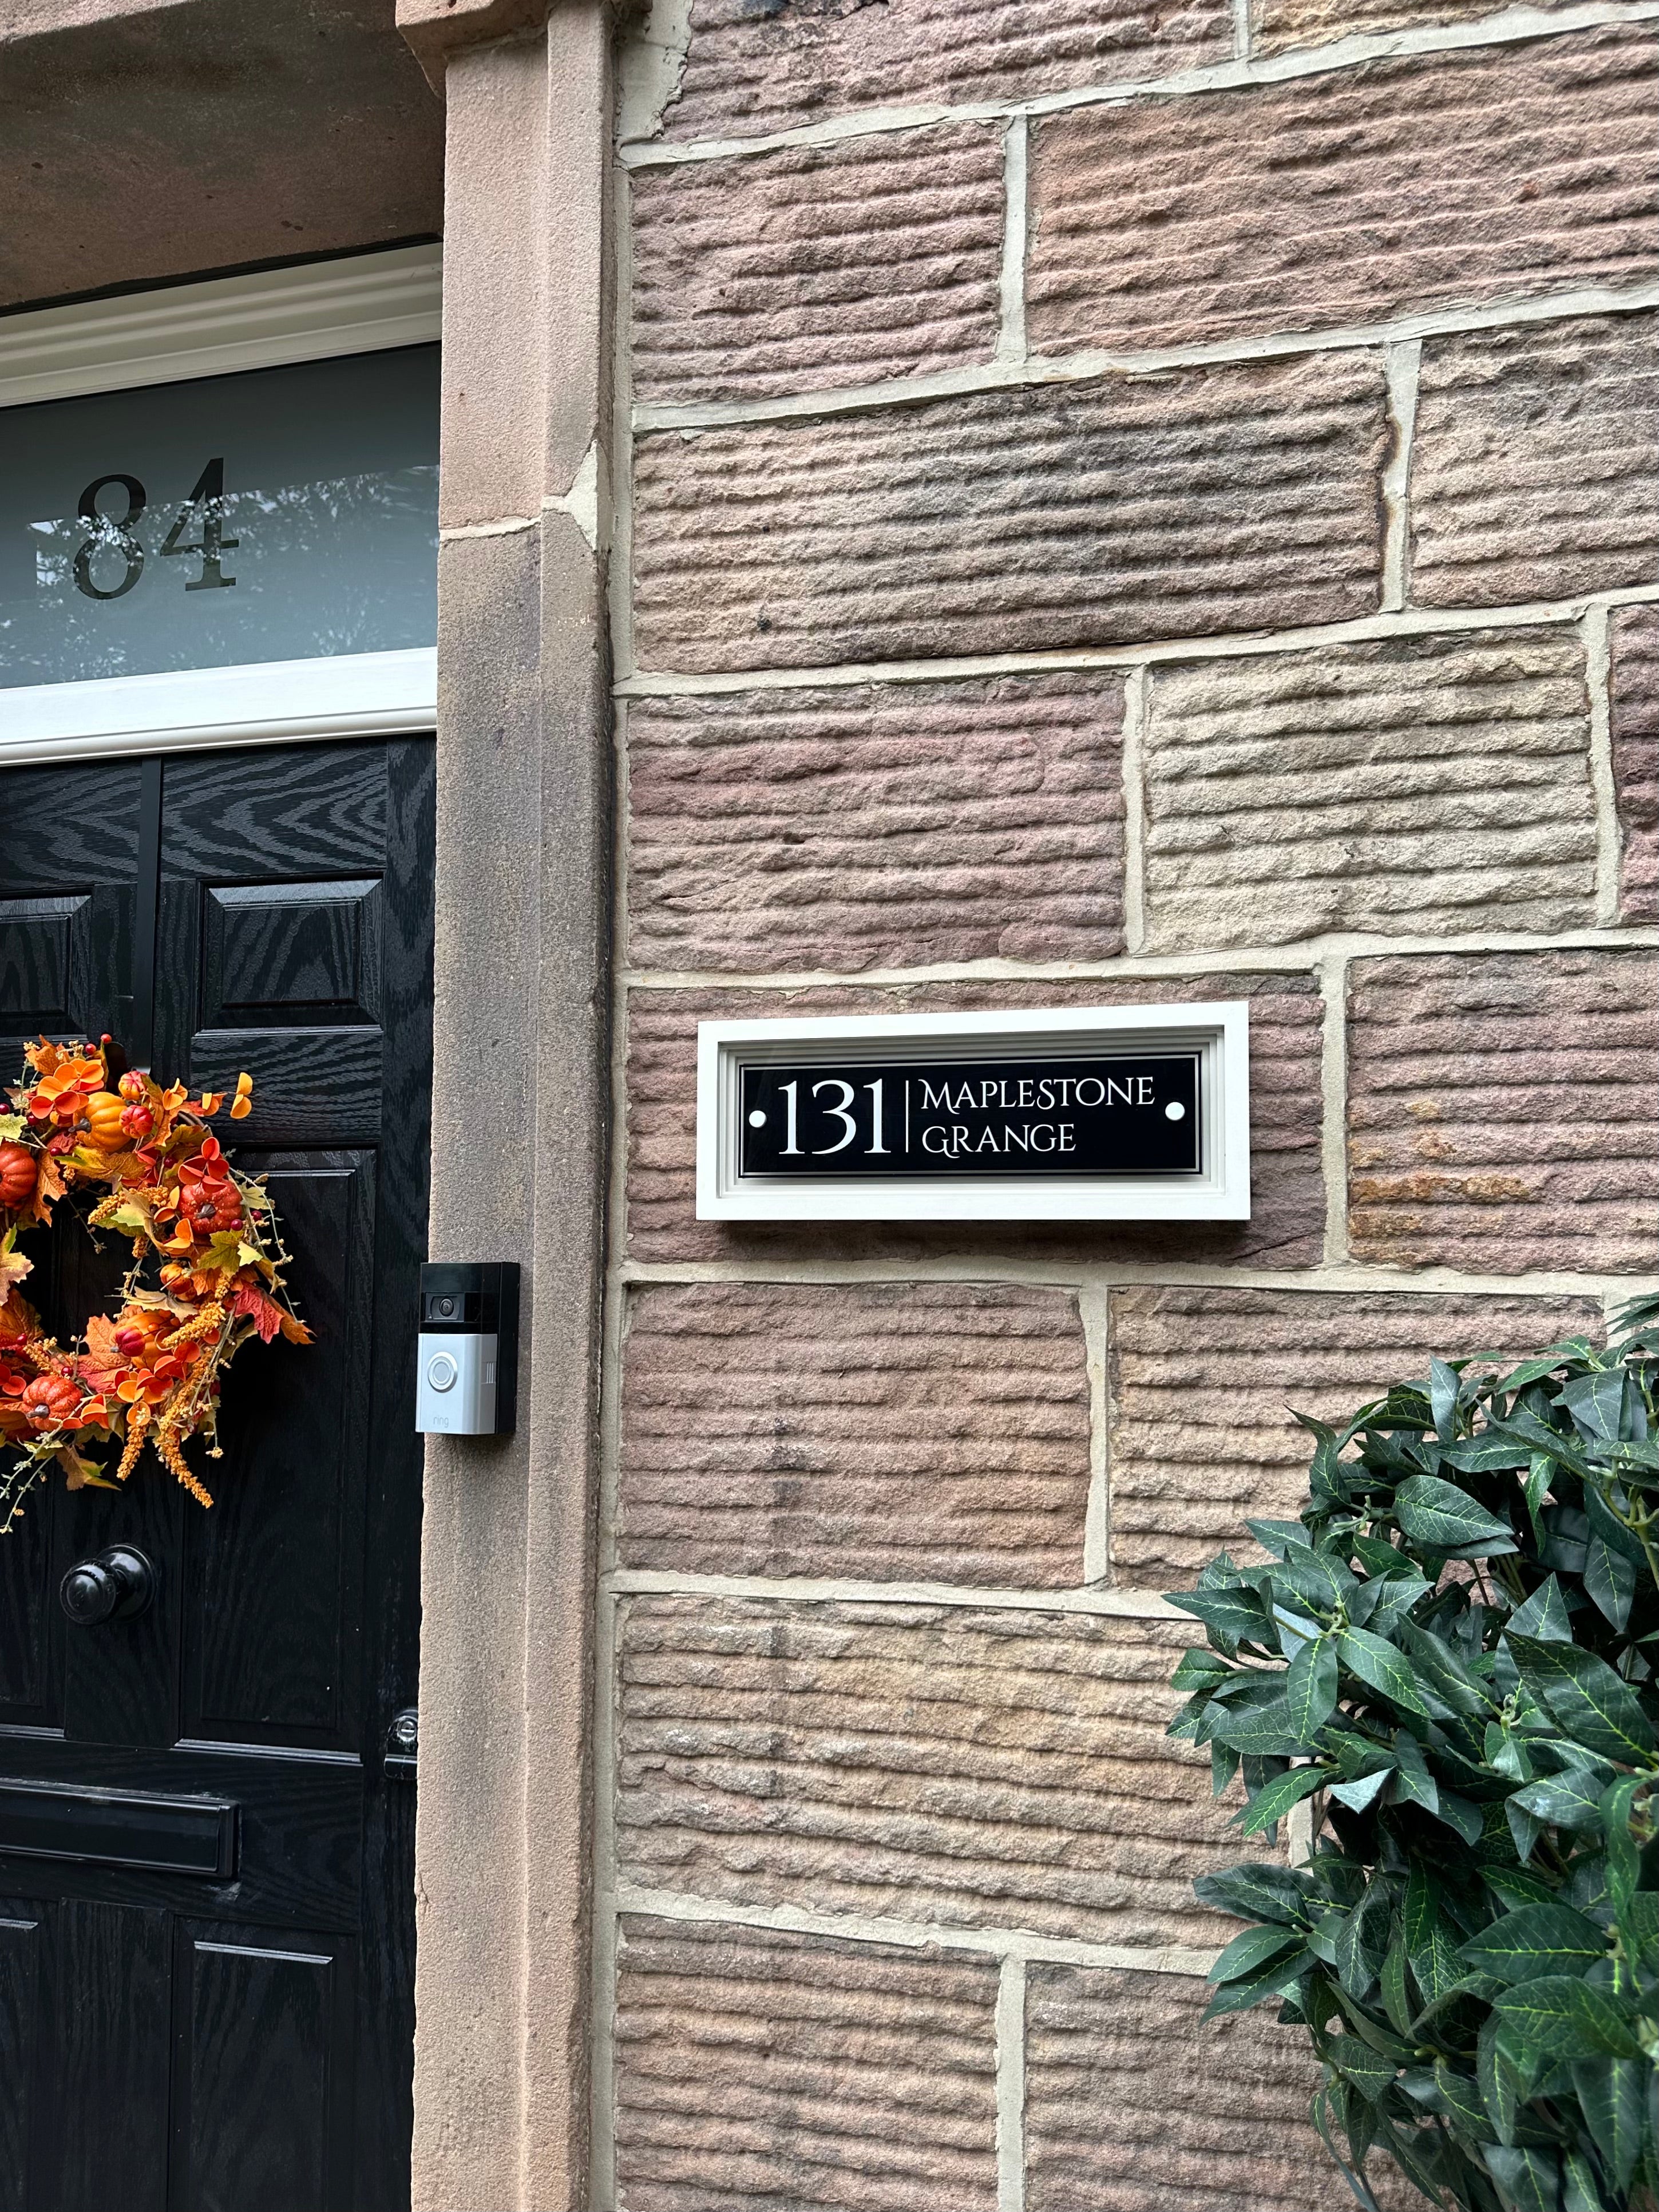 84
131 MAPLESTONE
GRANGE
ring